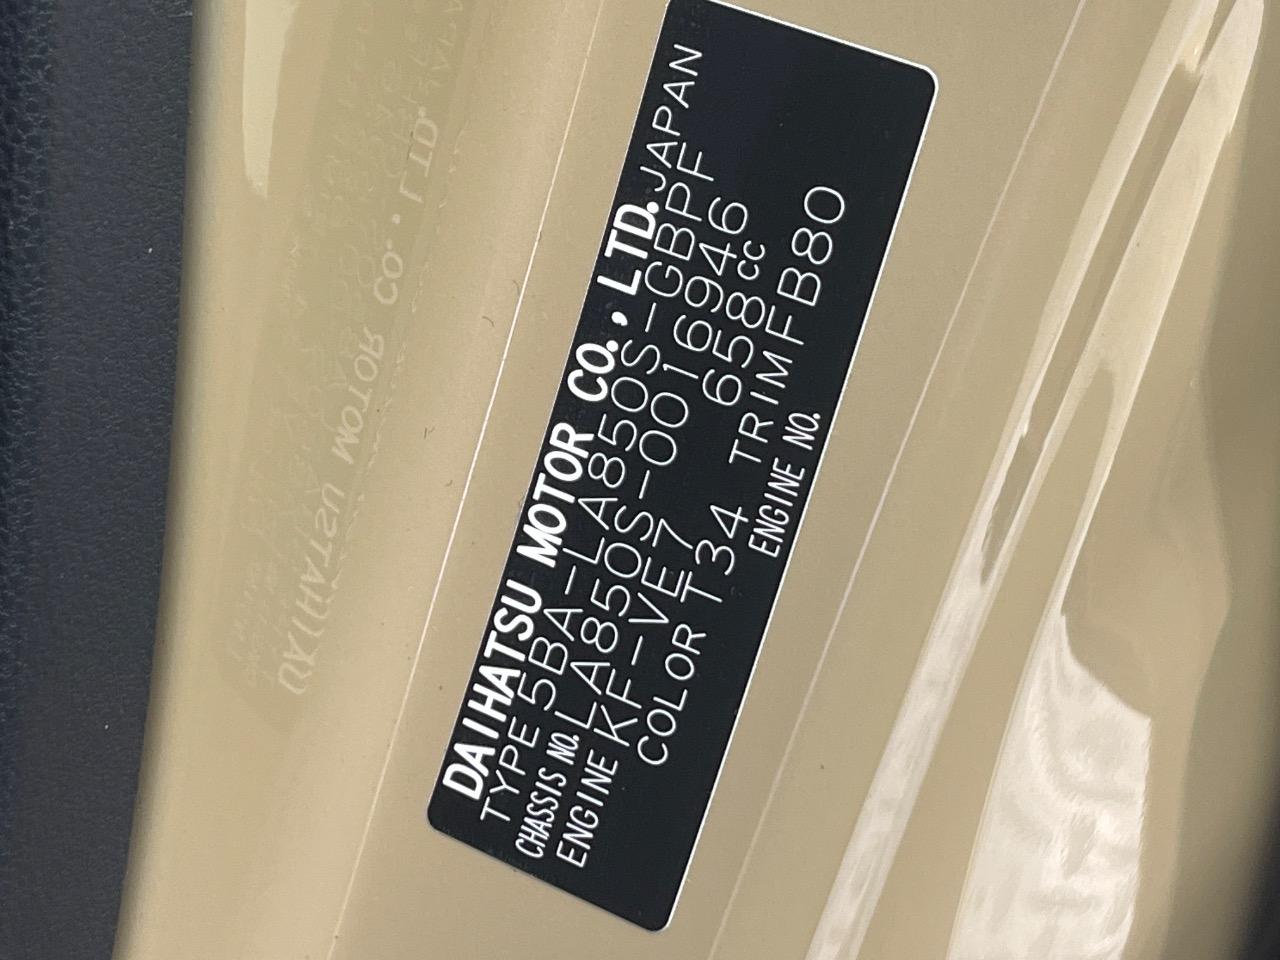 DAIHATSU MOTOR CO., LTD. JAPAN
TYPE 5BA-LA850S-GBPF
CHASSIS NO. LA850S-0016946
ENGINE KF-VE7 658cc
COLOR T34 TRIM FB80
ENGINE NO.